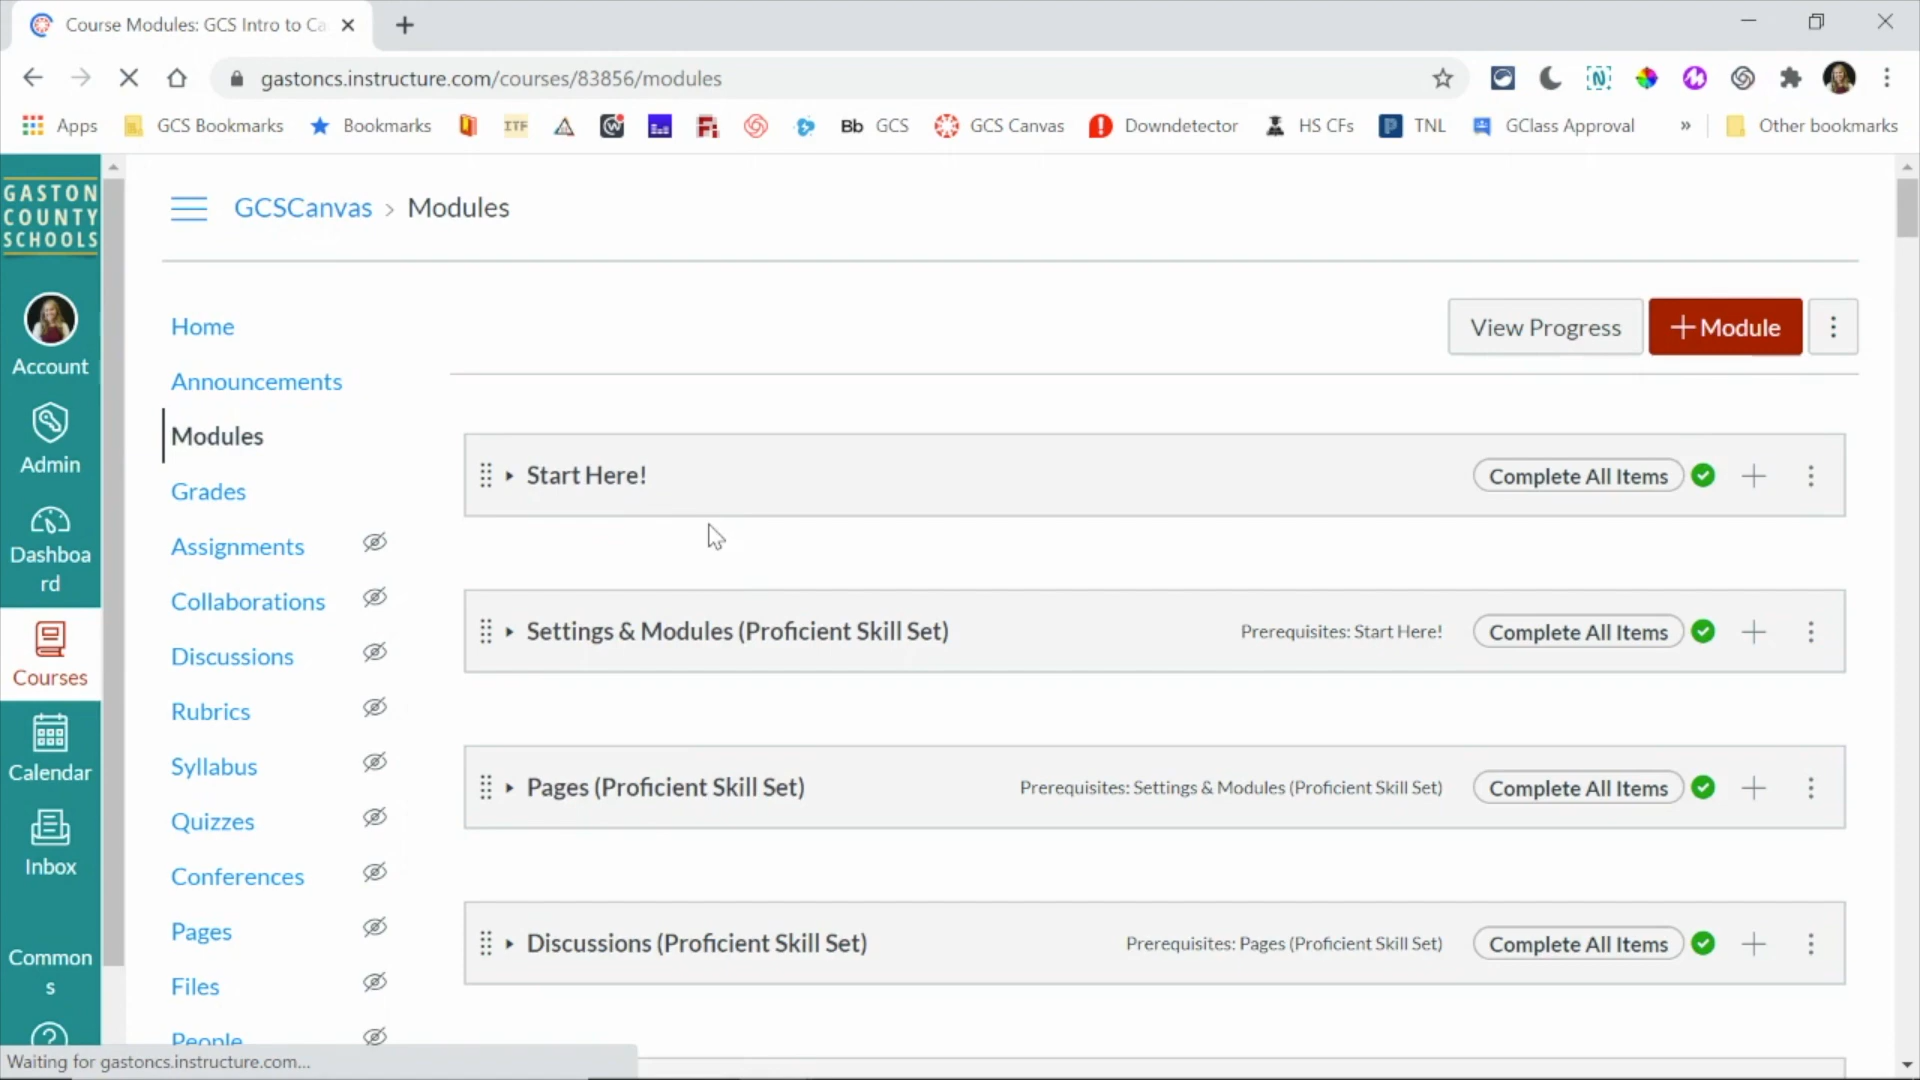 Course Modules: GCS Intro to Ca
gastoncs.instructure.com/courses/83856/modules
Apps GCS Bookmarks Bookmarks ITF Bb GCS GCS Canvas Downdetector HS CFs TNL GClass Approval » Other bookmarks
GASTON
COUNTY
SCHOOLS
Account
Admin
Dashboa
rd
Courses
Calendar
Inbox
Common
s
GCSCanvas > Modules
Home
Announcements
Modules
Grades
Assignments
Collaborations
Discussions
Rubrics
Syllabus
Quizzes
Conferences
Pages
Files
People
View Progress + Module
Start Here! Complete All Items
Settings & Modules (Proficient Skill Set) Prerequisites: Start Here! Complete All Items
Pages (Proficient Skill Set) Prerequisites: Settings & Modules (Proficient Skill Set) Complete All Items
Discussions (Proficient Skill Set) Prerequisites: Pages (Proficient Skill Set) Complete All Items
Waiting for gastoncs.instructure.com...